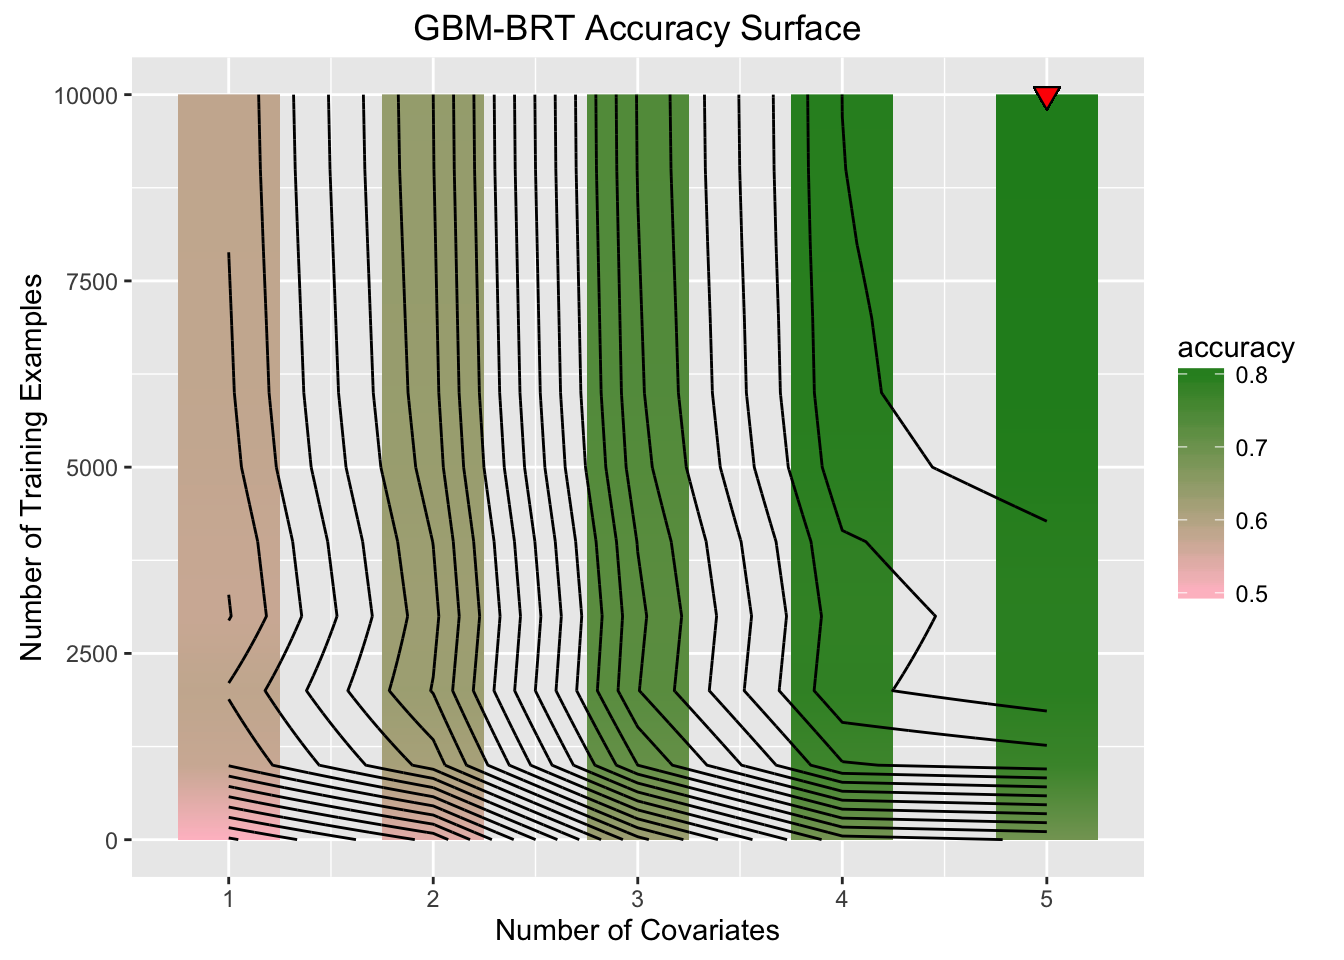 GBM-BRT Accuracy Surface
10000
7500
5000
2500
0
Number of Training Examples
1 2 3 4 5
Number of Covariates
accuracy
0.8
0.7
0.6
0.5